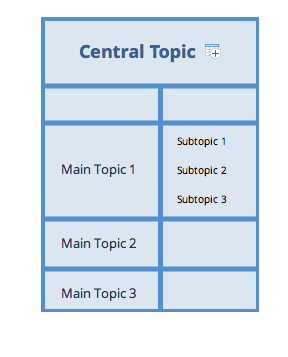 Central Topic
Main Topic 1
Subtopic 1
Subtopic 2
Subtopic 3
Main Topic 2
Main Topic 3